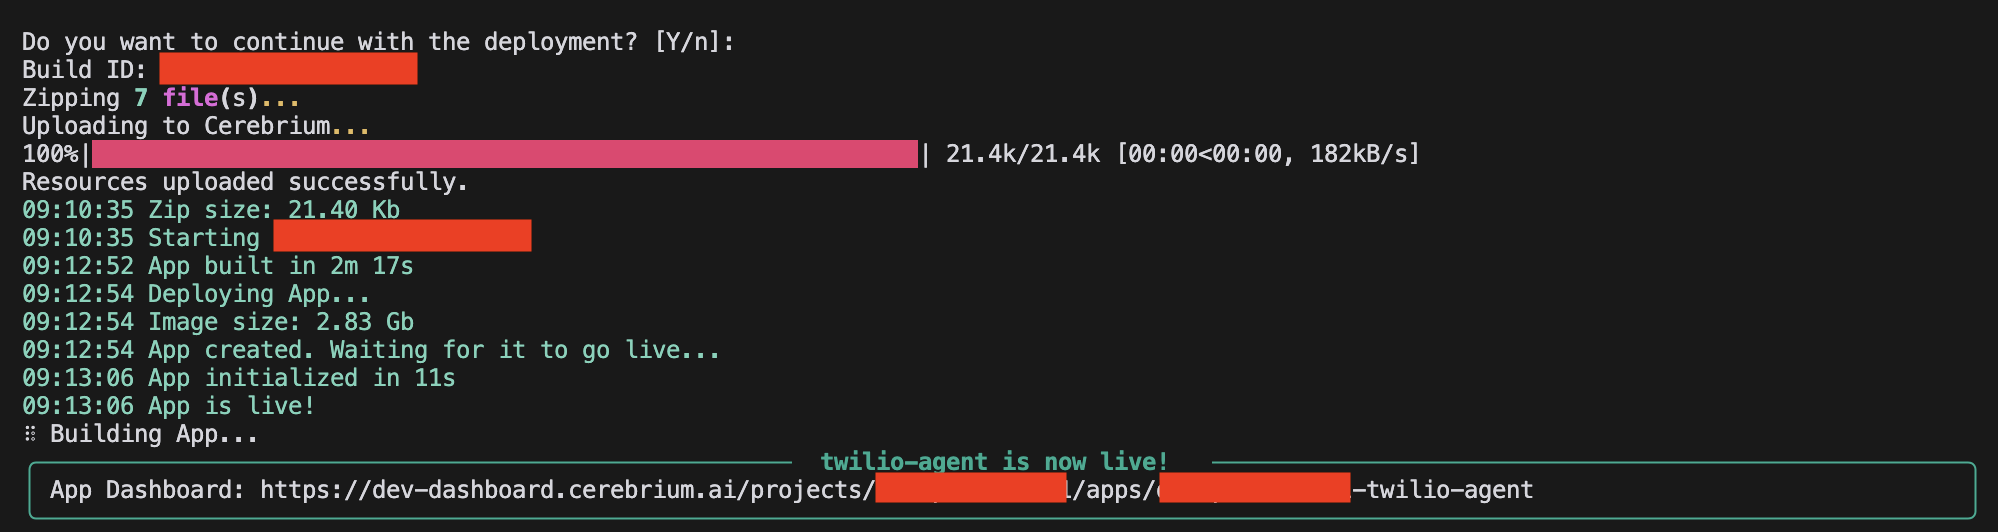 Do you want to continue with the deployment? [Y/n]:
Build ID:
Zipping 7 file(s)...
Uploading to Cerebrium...
100%| | 21.4k/21.4k [00:00<00:00, 182kB/s]
Resources uploaded successfully.
09:10:35 Zip size: 21.40 Kb
09:10:35 Starting
09:12:52 App built in 2m 17s
09:12:54 Deploying App...
09:12:54 Image size: 2.83 Gb
09:12:54 App created. Waiting for it to go live...
09:13:06 App initialized in 11s
09:13:06 App is live!
⠿ Building App...
twilio-agent is now live!
App Dashboard: https://dev-dashboard.cerebrium.ai/projects/ /apps/ -twilio-agent